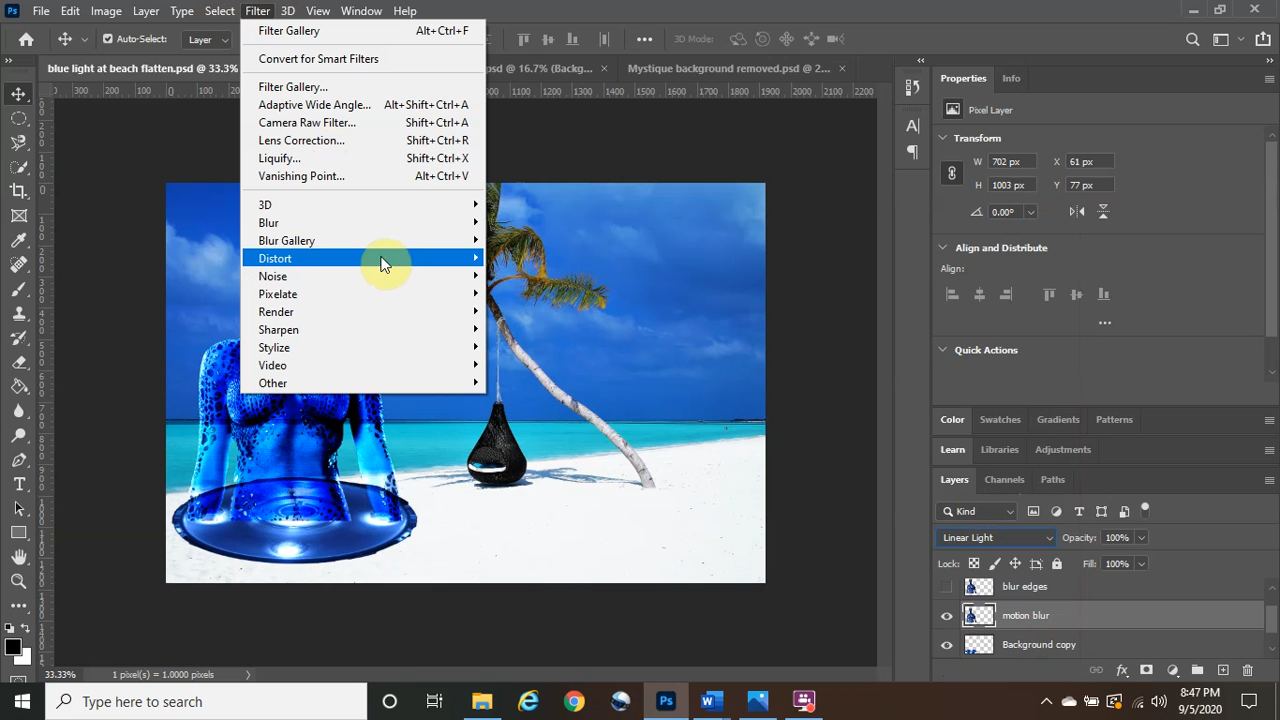 Ps File Edit Image Layer Type Select Filter 3D View Window Help
Auto-Select: Layer 3D Mode:
blue light at beach flatten.psd @ 33.3% .psd @ 16.7% (Backg... × Mystique background removed.psd @ 2... ×
Filter Gallery Alt+Ctrl+F
Convert for Smart Filters
Filter Gallery...
Adaptive Wide Angle... Alt+Shift+Ctrl+A
Camera Raw Filter... Shift+Ctrl+A
Lens Correction... Shift+Ctrl+R
Liquify... Shift+Ctrl+X
Vanishing Point... Alt+Ctrl+V
3D
Blur
Blur Gallery
Distort
Noise
Pixelate
Render
Sharpen
Stylize
Video
Other
1100 1200 1300 1400 1500 1600 1700 1800 1900 2000 2100 2200
Properties Info
Pixel Layer
Transform
W 702 px X 61 px
H 1003 px Y 77 px
0.00°
Align and Distribute
Align:
Quick Actions
Color Swatches Gradients Patterns
Learn Libraries Adjustments
Layers Channels Paths
Kind
Linear Light Opacity: 100%
Lock: Fill: 100%
blur edges
motion blur
Background copy
33.33% 1 pixel(s) = 1.0000 pixels
Type here to search
8:47 PM
9/5/2020